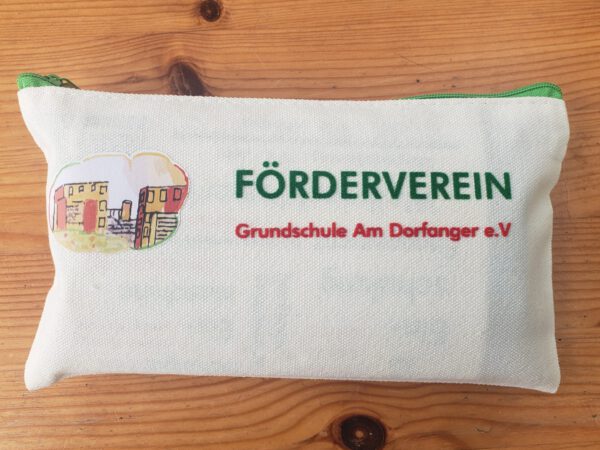 FÖRDERVEREIN
Grundschule Am Dorfanger e.V